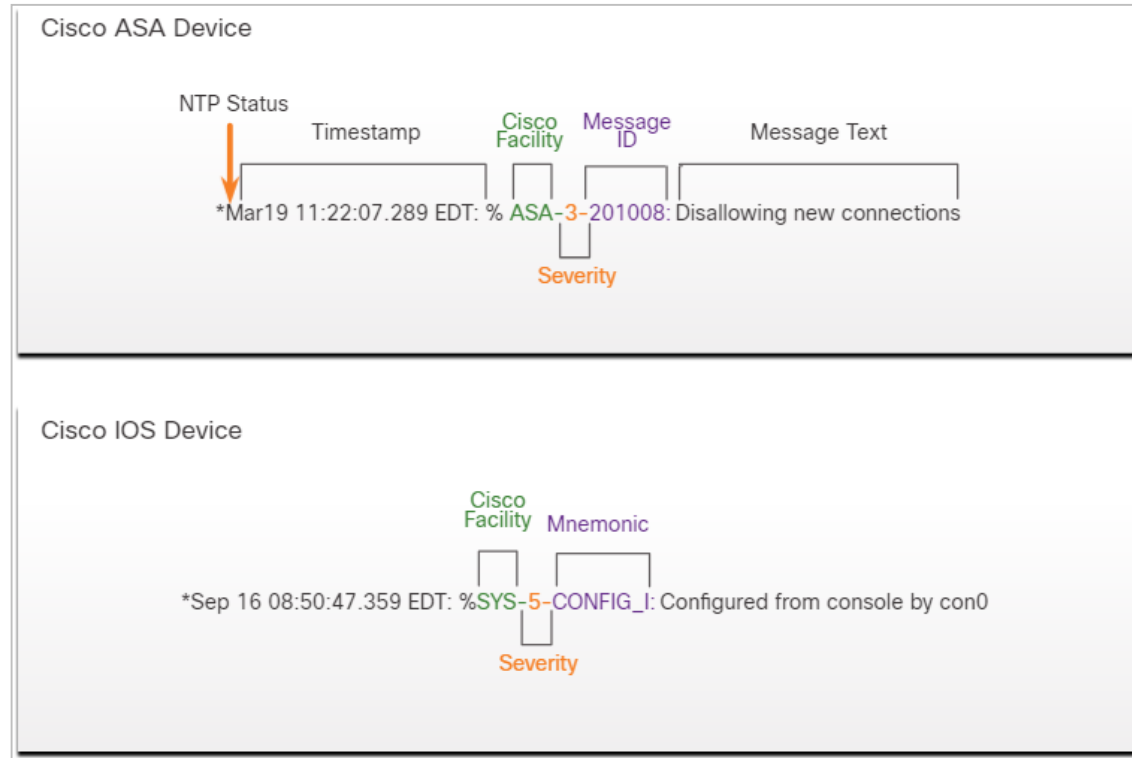 Cisco ASA Device
NTP Status
Timestamp
Cisco
Facility
Message
ID
Message Text
*Mar19 11:22:07.289 EDT: % ASA-3-201008: Disallowing new connections
Severity
Cisco IOS Device
Cisco
Facility
Mnemonic
*Sep 16 08:50:47.359 EDT: %SYS-5-CONFIG_I: Configured from console by con0
Severity